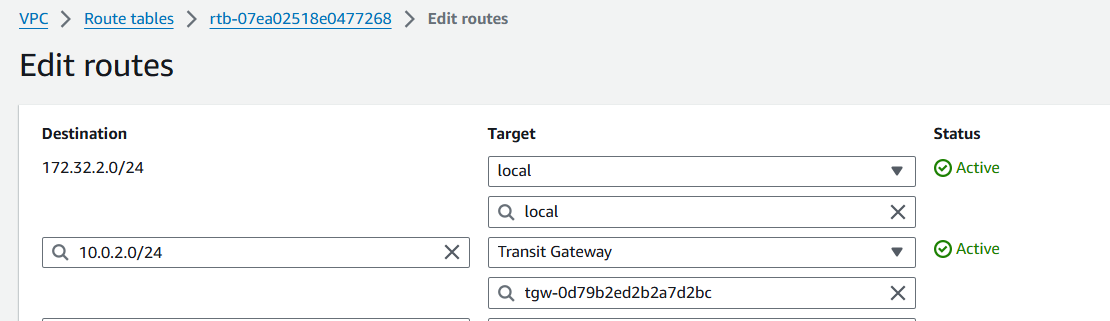 VPC > Route tables > rtb-07ea02518e0477268 > Edit routes
Edit routes
Destination Target Status
172.32.2.0/24 local Active
local
10.0.2.0/24 Transit Gateway Active
tgw-0d79b2ed2b2a7d2bc